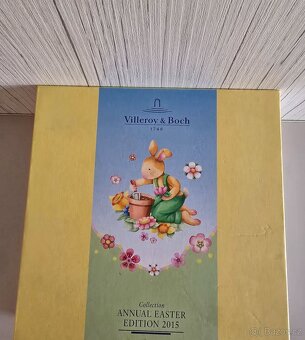 Villeroy & Boch
1748
Collection
ANNUAL EASTER
EDITION 2015